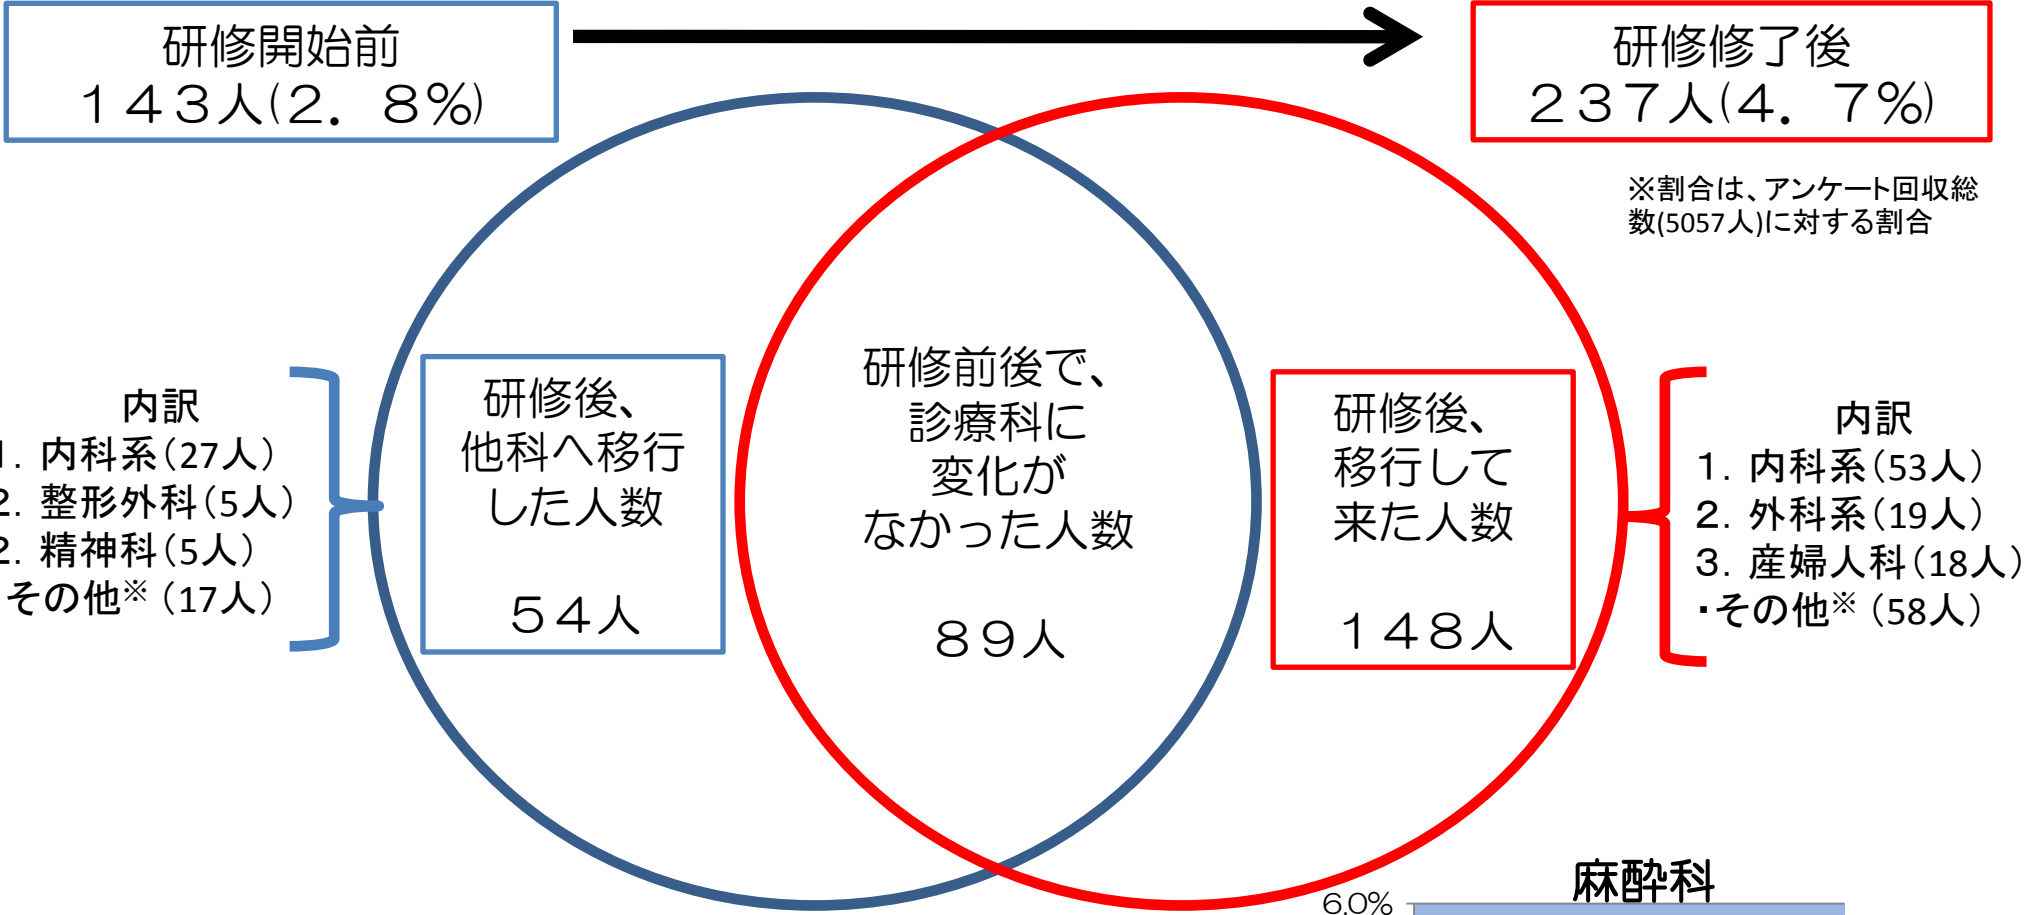 研修開始前
１４３人(２．８%)
研修修了後
２３７人(４．７%)
※割合は、アンケート回収総
数(5057人)に対する割合
内訳
1. 内科系(27人)
2. 整形外科(5人)
2. 精神科(5人)
その他※ (17人)
研修後、
他科へ移行
した人数
５４人
研修前後で、
診療科に
変化が
なかった人数
８９人
研修後、
移行して
来た人数
１４８人
内訳
1. 内科系(53人)
2. 外科系(19人)
3. 産婦人科(18人)
・その他※ (58人)
麻酔科
6.0%